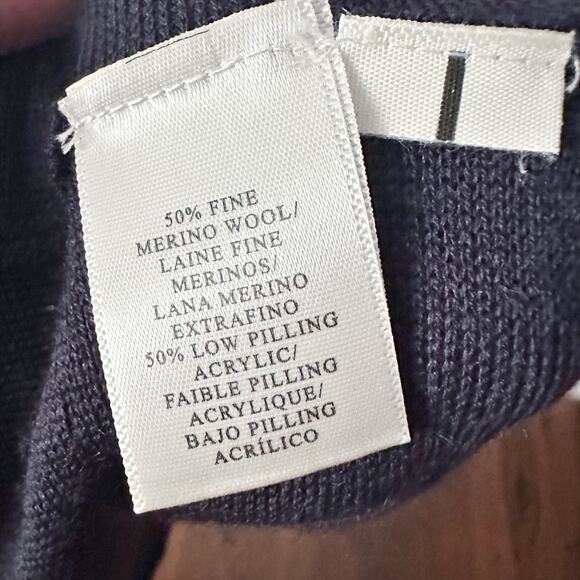 50% FINE
MERINO WOOL/
LAINE FINE
MERINOS/
LANA MERINO
EXTRAFINO
50% LOW PILLING
ACRYLIC/
FAIBLE PILLING
ACRYLIQUE/
BAJO PILLING
ACRÍLICO